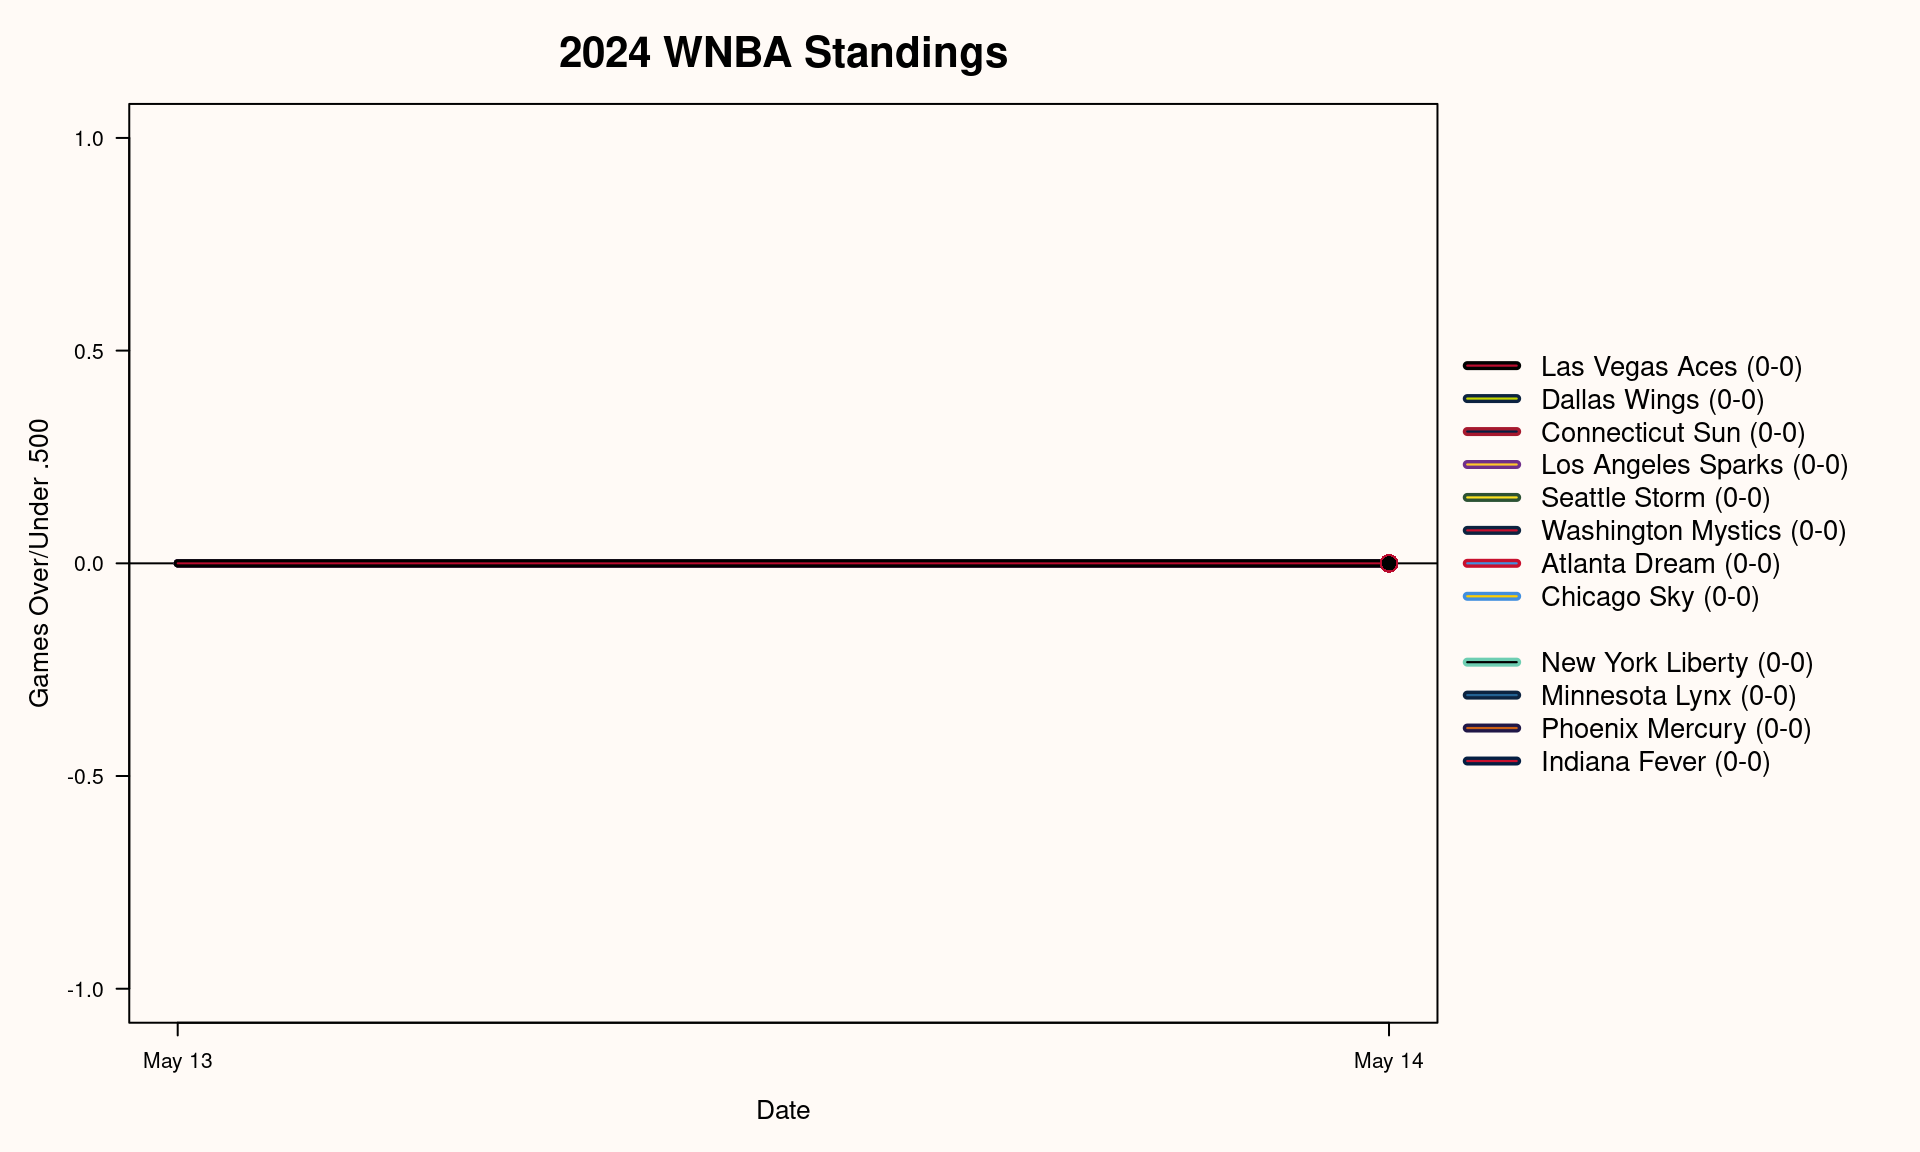 2024 WNBA Standings
Games Over/Under .500
1.0
0.5
0.0
-0.5
-1.0
May 13
May 14
Date
Las Vegas Aces (0-0)
Dallas Wings (0-0)
Connecticut Sun (0-0)
Los Angeles Sparks (0-0)
Seattle Storm (0-0)
Washington Mystics (0-0)
Atlanta Dream (0-0)
Chicago Sky (0-0)
New York Liberty (0-0)
Minnesota Lynx (0-0)
Phoenix Mercury (0-0)
Indiana Fever (0-0)